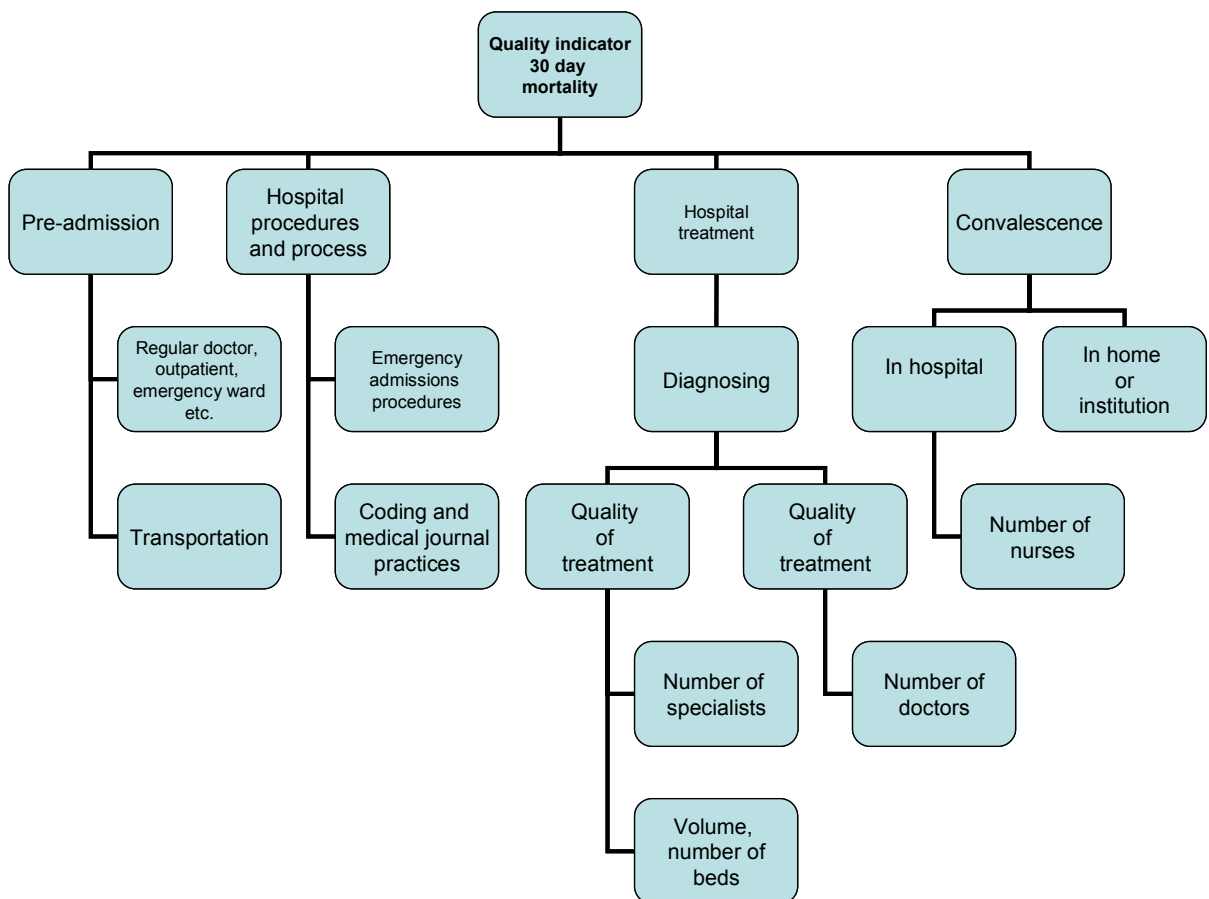 Quality indicator
30 day
mortality
Pre-admission
Hospital
procedures
and process
Hospital
treatment
Convalescence
Regular doctor,
outpatient,
emergency ward
etc.
Emergency
admissions
procedures
Diagnosing
In hospital
In home
or
institution
Transportation
Coding and
medical journal
practices
Quality
of
treatment
Quality
of
treatment
Number of
nurses
Number of
specialists
Number of
doctors
Volume,
number of
beds